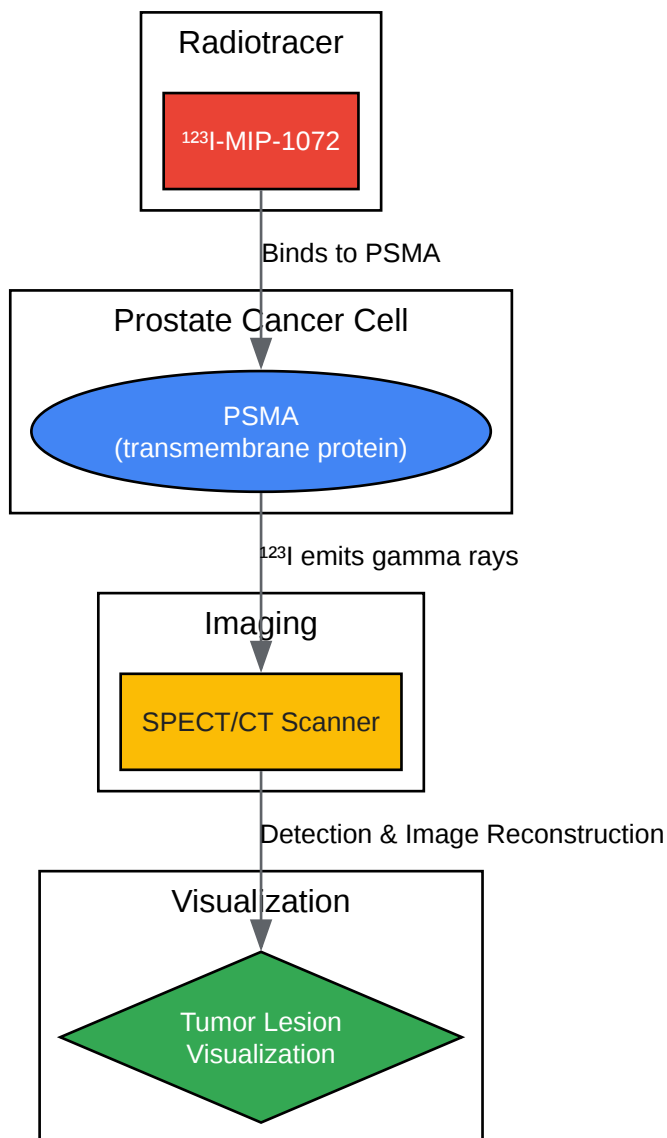 Radiotracer
¹²³I-MIP-1072
Binds to PSMA
Prostate Cancer Cell
PSMA
(transmembrane protein)
¹²³I emits gamma rays
Imaging
SPECT/CT Scanner
Detection & Image Reconstruction
Visualization
Tumor Lesion
Visualization